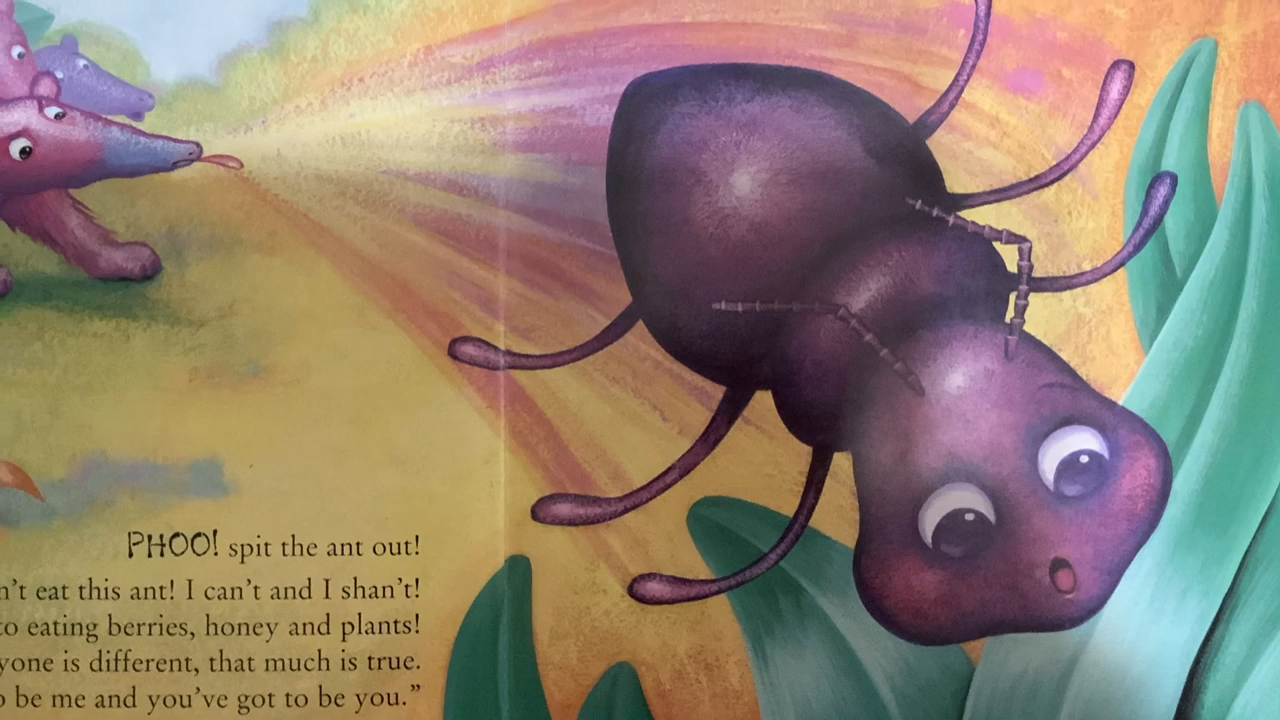 PHOO! spit the ant out!
n't eat this ant! I can't and I shan't!
to eating berries, honey and plants!
yone is different, that much is true.
be me and you've got to be you."